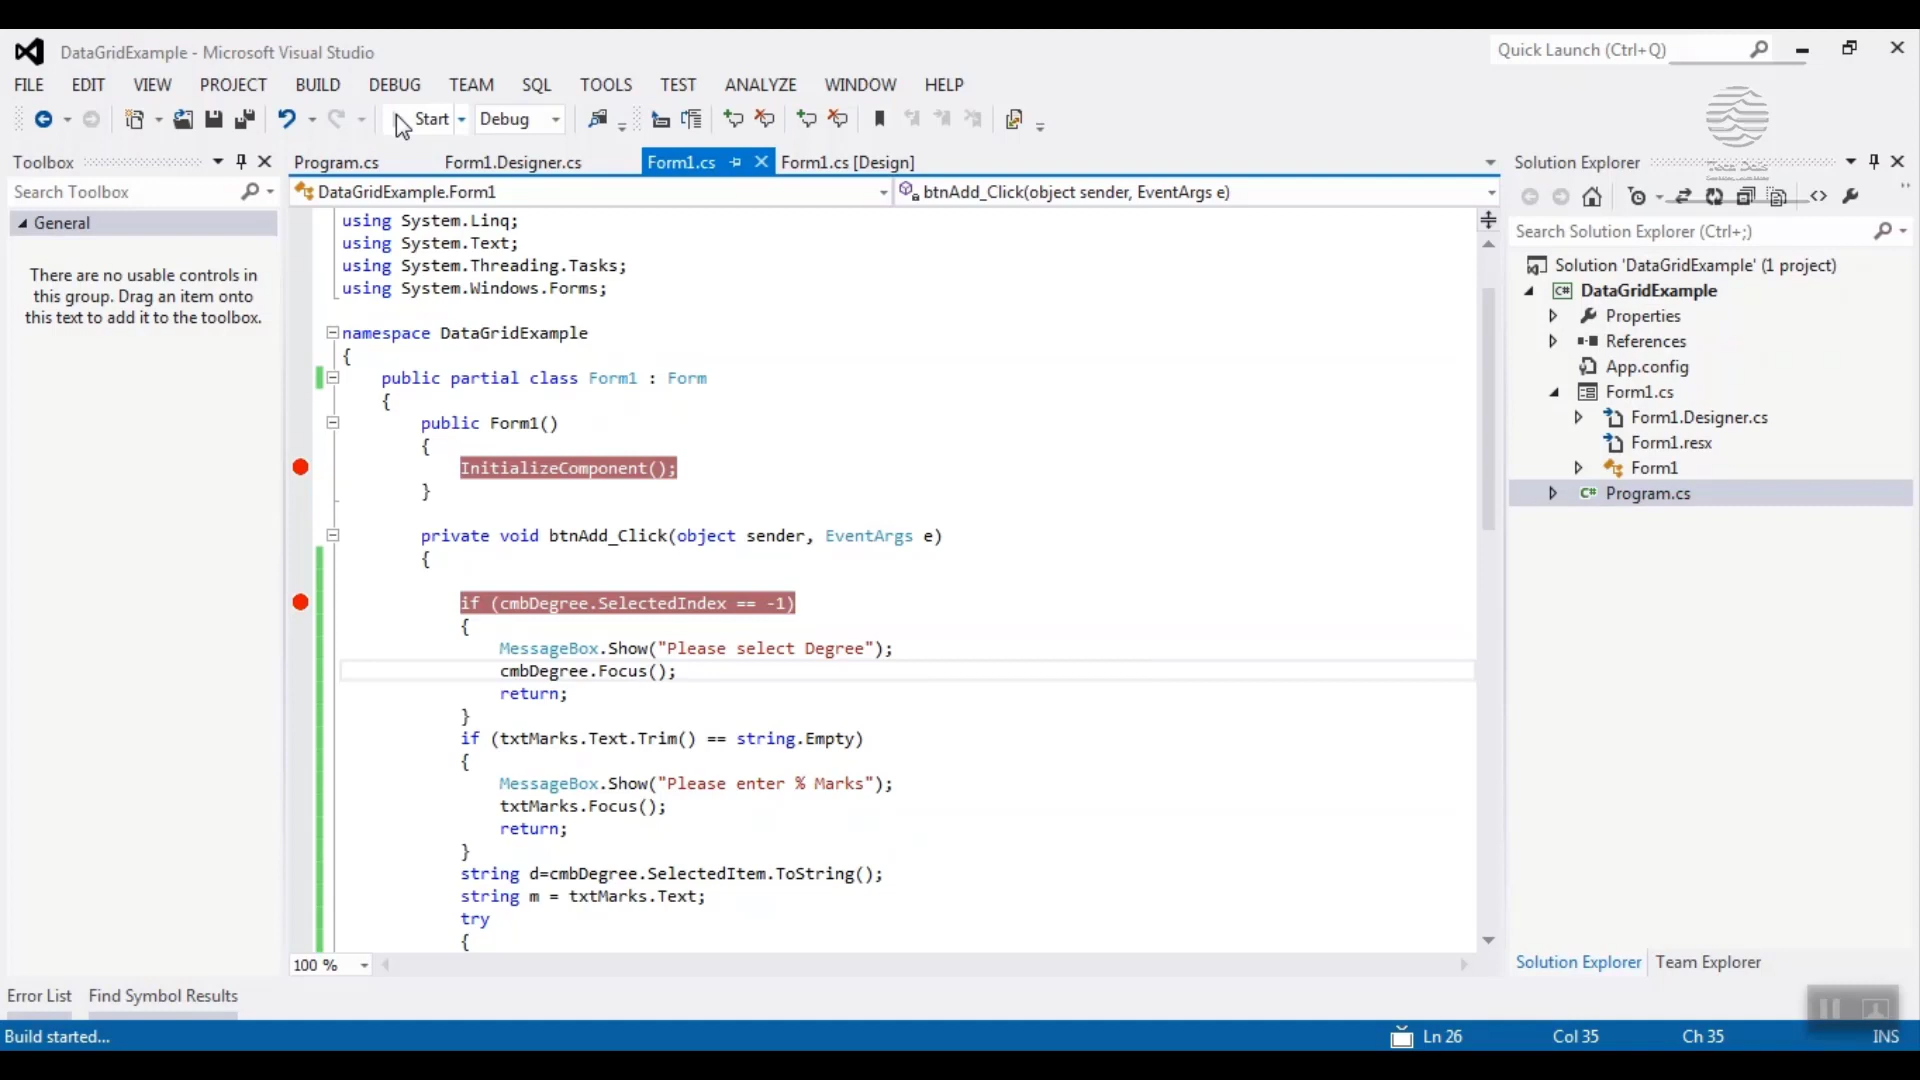 DataGridExample - Microsoft Visual Studio
Quick Launch (Ctrl+Q)
FILE EDIT VIEW PROJECT BUILD DEBUG TEAM SQL TOOLS TEST ANALYZE WINDOW HELP
Start Debug
Toolbox
Search Toolbox
General
There are no usable controls in
this group. Drag an item onto
this text to add it to the toolbox.
Program.cs Form1.Designer.cs Form1.cs Form1.cs [Design]
DataGridExample.Form1 btnAdd_Click(object sender, EventArgs e)
using System.Linq;
using System.Text;
using System.Threading.Tasks;
using System.Windows.Forms;
namespace DataGridExample
{
public partial class Form1 : Form
{
public Form1()
{
InitializeComponent();
}
private void btnAdd_Click(object sender, EventArgs e)
{
if (cmbDegree.SelectedIndex == -1)
{
MessageBox.Show("Please select Degree");
cmbDegree.Focus();
return;
}
if (txtMarks.Text.Trim() == string.Empty)
{
MessageBox.Show("Please enter % Marks");
txtMarks.Focus();
return;
}
string d=cmbDegree.SelectedItem.ToString();
string m = txtMarks.Text;
try
{
100 %
Solution Explorer
Search Solution Explorer (Ctrl+;)
Solution 'DataGridExample' (1 project)
C# DataGridExample
Properties
References
App.config
Form1.cs
Form1.Designer.cs
Form1.resx
Form1
C# Program.cs
Solution Explorer Team Explorer
Error List Find Symbol Results
Build started...
Ln 26 Col 35 Ch 35 INS